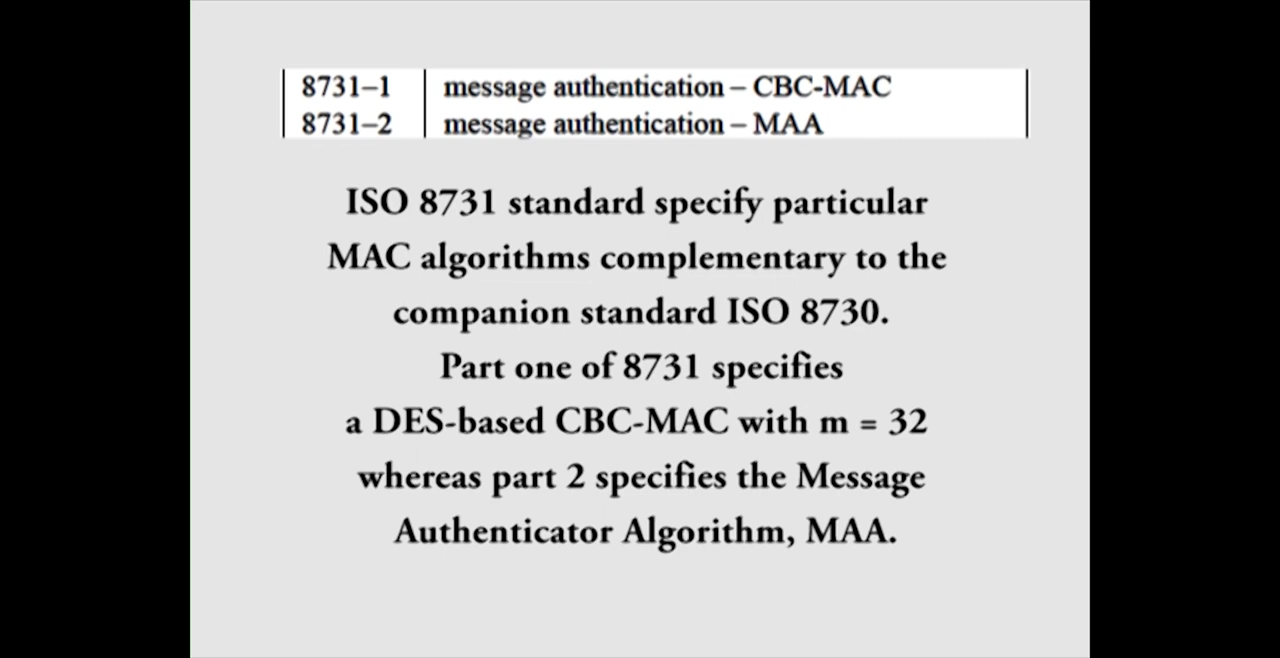 8731–1 message authentication – CBC-MAC
8731–2 message authentication – MAA
ISO 8731 standard specify particular
MAC algorithms complementary to the
companion standard ISO 8730.
Part one of 8731 specifies
a DES-based CBC-MAC with m = 32
whereas part 2 specifies the Message
Authenticator Algorithm, MAA.